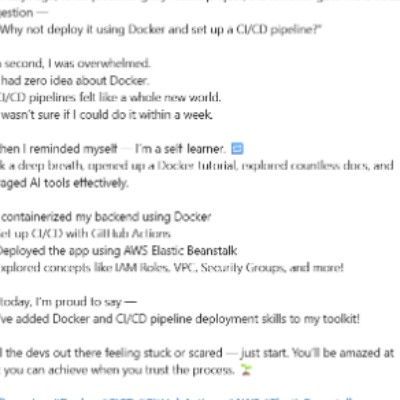 estion —
Why not deploy it using Docker and set up a CI/CD pipeline?"
second, I was overwhelmed.
had zero idea about Docker.
CI/CD pipelines felt like a whole new world.
wasn't sure if I could do it within a week.
then I reminded myself — I'm a self learner.
k a deep breath, opened up a Docker tutorial, explored countless docs, and
aged AI tools effectively.
containerized my backend using Docker
et up CI/CD with GitHub Actions
Deployed the app using AWS Elastic Beanstalk
xplored concepts like IAM Roles, VPC, Security Groups, and more!
today, I'm proud to say —
've added Docker and CI/CD pipeline deployment skills to my toolkit!
l the devs out there feeling stuck or scared — just start. You'll be amazed at
you can achieve when you trust the process. 🌱